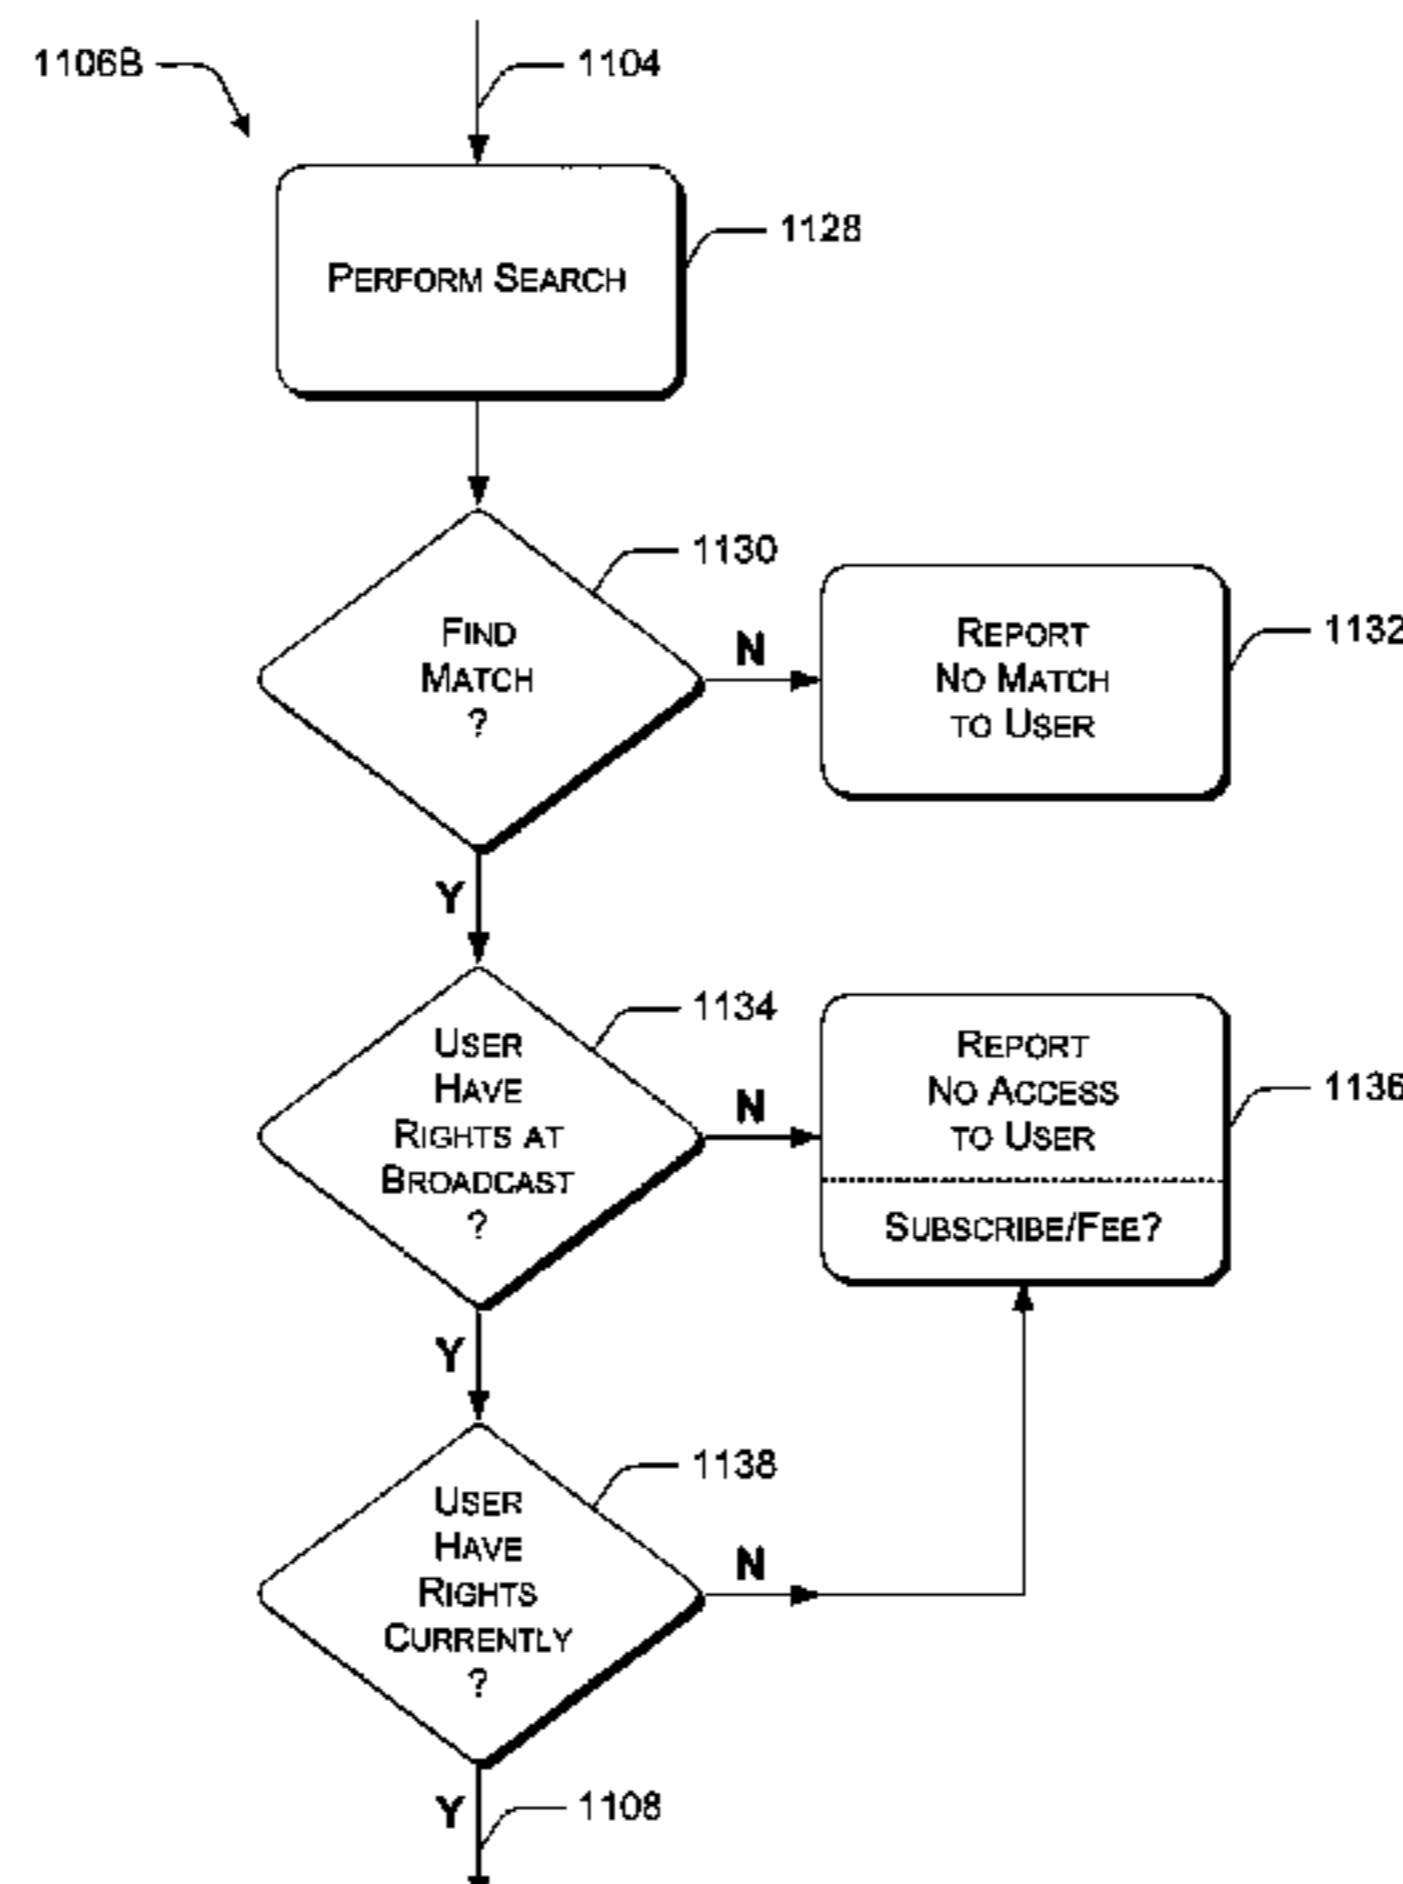 1106B
1104
PERFORM SEARCH
1128
FIND
MATCH
?
1130
N
REPORT
NO MATCH
TO USER
1132
Y
USER
HAVE
RIGHTS AT
BROADCAST
?
1134
N
REPORT
NO ACCESS
TO USER
SUBSCRIBE/FEE?
1136
Y
USER
HAVE
RIGHTS
CURRENTLY
?
1138
N
Y
1108